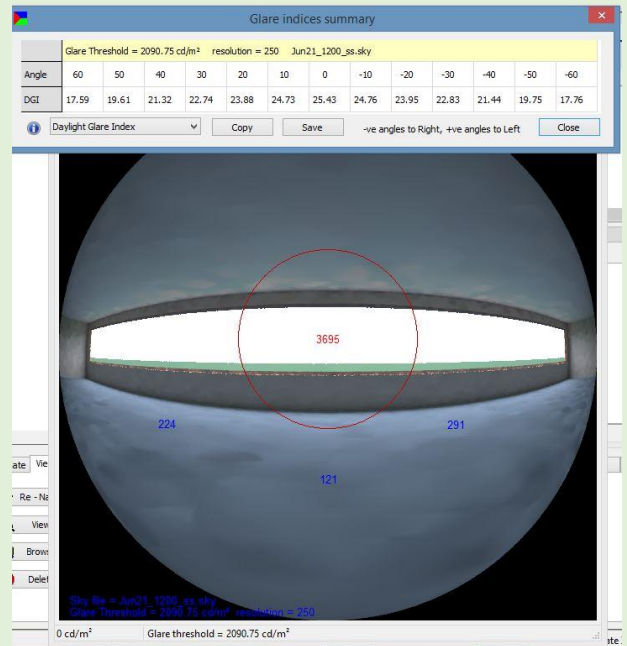 Glare indices summary
Glare Threshold = 2090.75 cd/m² resolution = 250 Jun21_1200_ss.sky
Angle 60 50 40 30 20 10 0 -10 -20 -30 -40 -50 -60
DGI 17.59 19.61 21.32 22.74 23.88 24.73 25.43 24.76 23.95 22.83 21.44 19.75 17.76
Daylight Glare Index Copy Save -ve angles to Right, +ve angles to Left Close
3695
224 291
121
ate Vie
Re - Na
View
Brows
Delet
Sky file = Jun21_1200_ss.sky
Glare Threshold = 2090.75 cd/m² resolution = 250
0 cd/m² Glare threshold = 2090.75 cd/m²